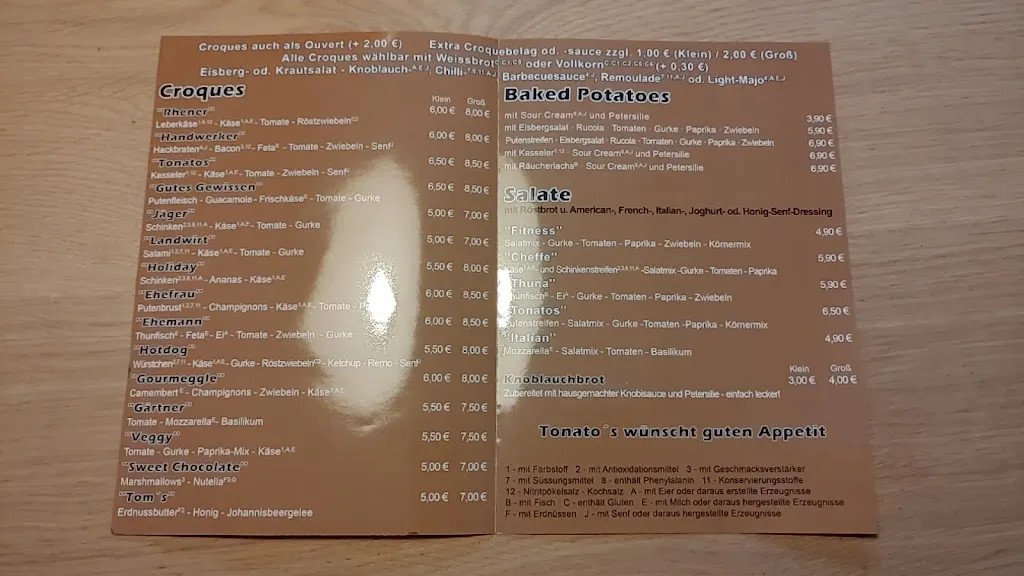 Croques auch als Ouvert (+ 2,00 €) Extra Croquebelag od. -sauce zzgl. 1,00 € (Klein) / 2,00 € (Groß)
Alle Croques wählbar mit Weissbrot oder Vollkorn (+ 0,30 €)
Eisberg- od. Krautsalat - Knoblauch-, Chilli-, Barbecuesauce, Remoulade od. Light-Majo
Croques
Klein Groß
"Rhener" 6,00 € 8,00 €
Leberkäse - Käse - Tomate - Röstzwiebeln
"Handwerker" 6,00 € 8,00 €
Hackbraten - Bacon - Feta - Tomate - Zwiebeln - Senf
"Tonatos" 6,50 € 8,50 €
Kasseler - Käse - Tomate - Zwiebeln - Senf
"Gutes Gewissen" 6,50 € 8,50 €
Putenfleisch - Guacamole - Frischkäse - Tomate - Gurke
"Jäger" 5,00 € 7,00 €
Schinken - Käse - Tomate - Gurke
"Landwirt" 5,00 € 7,00 €
Salami - Käse - Tomate - Gurke
"Holiday" 5,50 € 8,00 €
Schinken - Ananas - Käse
"Ehefrau" 6,00 € 8,50 €
Putenbrust - Champignons - Käse - Tomate -
"Ehemann" 6,00 € 8,50 €
Thunfisch - Feta - Ei - Tomate - Zwiebeln - Gurke
"Hotdog" 5,50 € 8,00 €
Würstchen - Käse - Gurke - Röstzwiebeln - Ketchup - Remo - Senf
"Gourmeggle" 6,00 € 8,00 €
Camembert - Champignons - Zwiebeln - Käse
"Gärtner" 5,50 € 7,50 €
Tomate - Mozzarella - Basilikum
"Veggy" 5,50 € 7,50 €
Tomate - Gurke - Paprika-Mix - Käse
"Sweet Chocolate" 5,00 € 7,00 €
Marshmallows - Nutella
"Tom´s" 5,00 € 7,00 €
Erdnussbutter - Honig - Johannisbeergelee
Baked Potatoes
mit Sour Cream und Petersilie 3,90 €
mit Eisbergsalat - Rucola - Tomaten - Gurke - Paprika - Zwiebeln 5,90 €
Putenstreifen - Eisbergsalat - Rucola - Tomaten - Gurke - Paprika - Zwiebeln 6,90 €
mit Kasseler - Sour Cream und Petersilie 6,90 €
mit Räucherlachs - Sour Cream und Petersilie 6,90 €
Salate
mit Röstbrot u. American-, French-, Italian-, Joghurt- od. Honig-Senf-Dressing
"Fitness" 4,90 €
Salatmix - Gurke - Tomaten - Paprika - Zwiebeln - Körnermix
"Cheffe" 5,90 €
Käse und Schinkenstreifen -Salatmix -Gurke - Tomaten - Paprika
"Thuna" 5,90 €
Thunfisch - Ei - Gurke - Tomaten - Paprika - Zwiebeln
"Tonatos" 6,50 €
Putenstreifen - Salatmix - Gurke -Tomaten - Paprika - Körnermix
"Italian" 4,90 €
Mozzarella - Salatmix - Tomaten - Basilikum
Klein Groß
Knoblauchbrot 3,00 € 4,00 €
Zubereitet mit hausgemachter Knobisauce und Petersilie - einfach lecker!
Tonato´s wünscht guten Appetit
1 - mit Farbstoff 2 - mit Antioxidationsmittel 3 - mit Geschmacksverstärker
7 - mit Süssungsmittel 8 - enthält Phenylalanin 11 - Konservierungsstoffe
12 - Nitritpökelsalz - Kochsalz A - mit Eier oder daraus erstellte Erzeugnisse
B - mit Fisch C - enthält Gluten E - mit Milch oder daraus hergestellte Erzeugnisse
F - mit Erdnüssen J - mit Senf oder daraus hergestellte Erzeugnisse